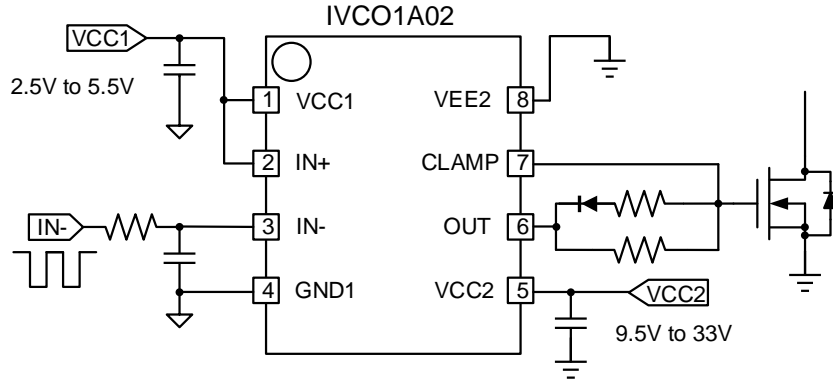 IVCO1A02
VCC1
2.5V to 5.5V
1 VCC1
VEE2 8
2 IN+
CLAMP 7
IN-
3 IN-
OUT 6
4 GND1
VCC2 5
VCC2
9.5V to 33V